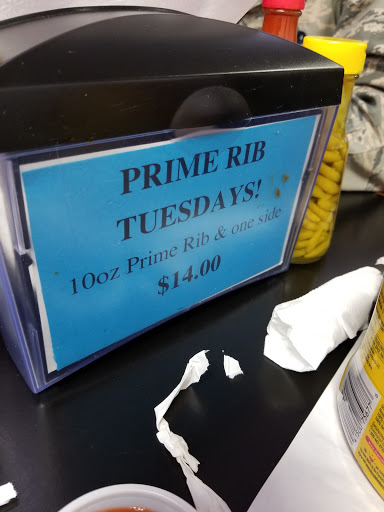 PRIME RIB
TUESDAYS!
10oz Prime Rib & one side
$14.00